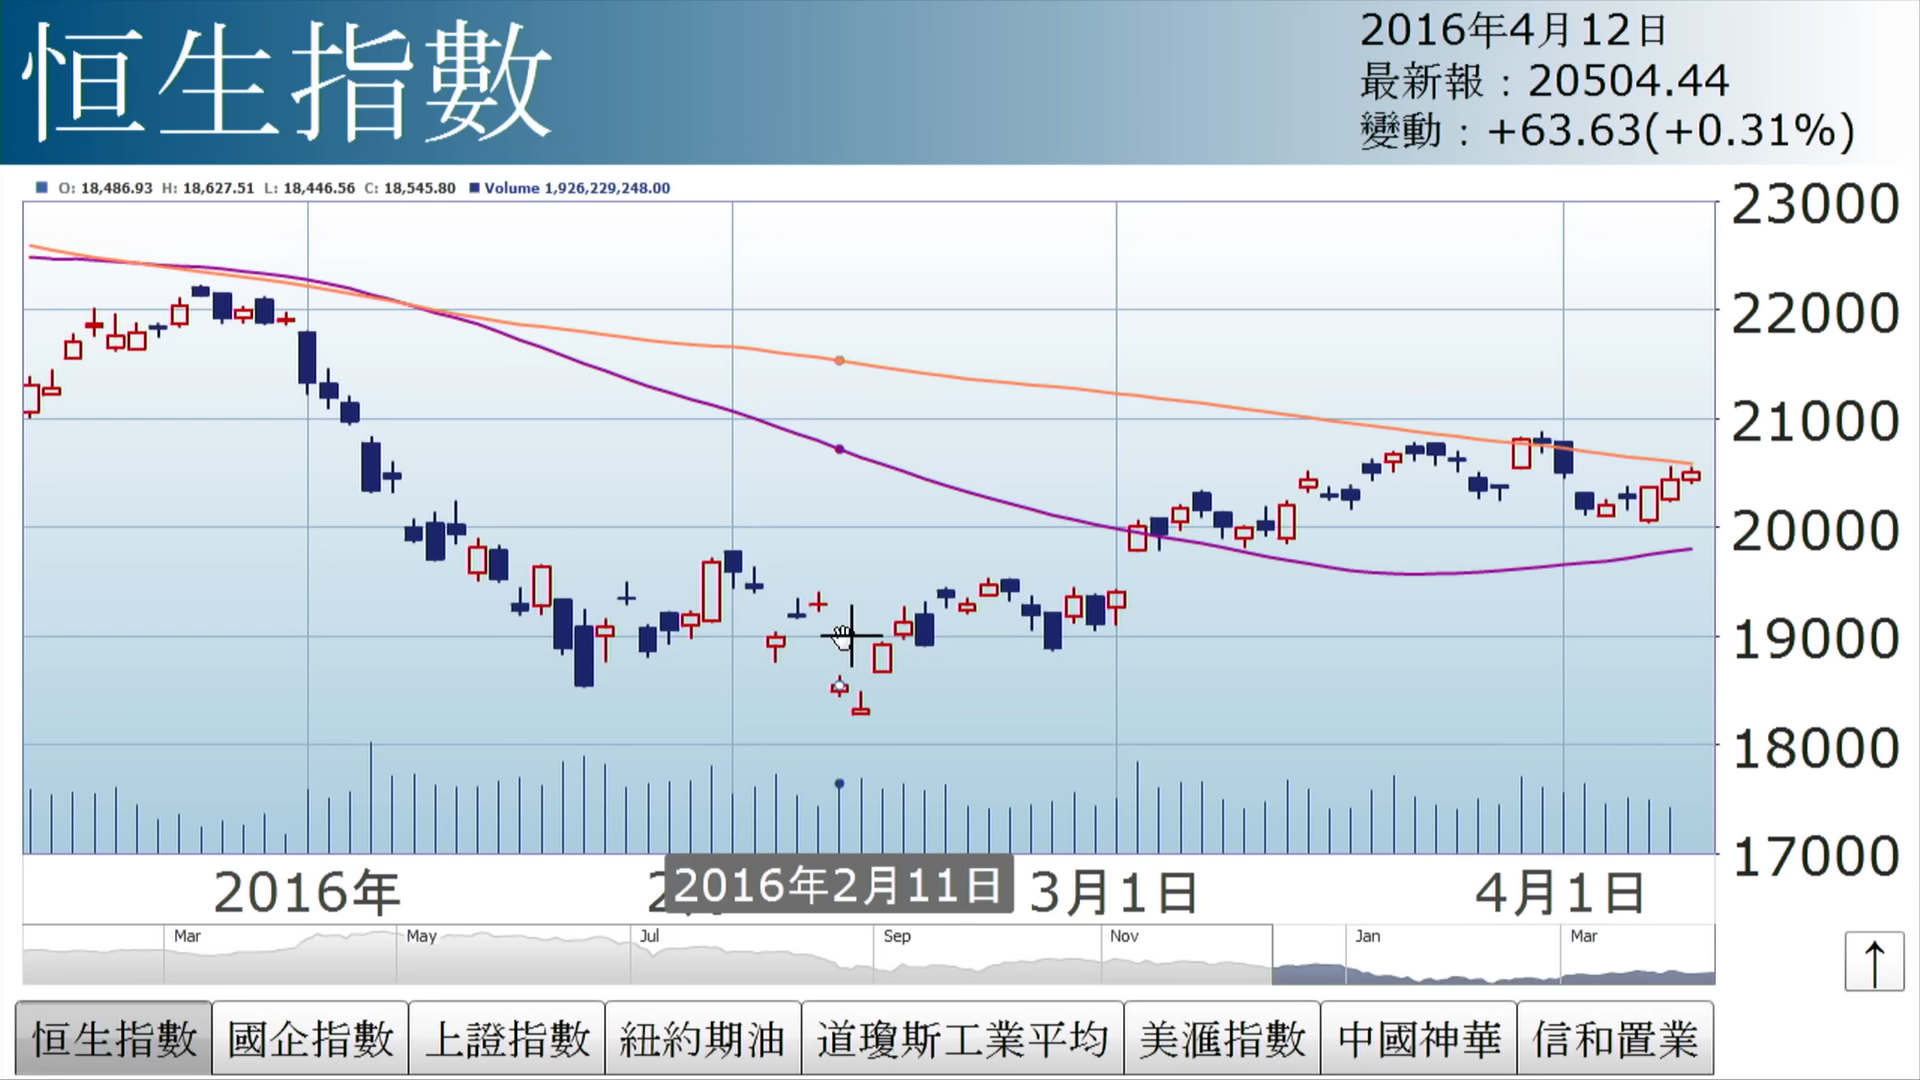 恒生指數
2016年4月12日
最新報：20504.44
變動：+63.63(+0.31%)
O: 18,486.93 H: 18,627.51 L: 18,446.56 C: 18,545.80 Volume 1,926,229,248.00
23000
22000
21000
20000
19000
18000
17000
2016年 2016年2月11日 3月1日 4月1日
Mar May Jul Sep Nov Jan Mar
↑
恒生指數 國企指數 上證指數 紐約期油 道瓊斯工業平均 美滙指數 中國神華 信和置業